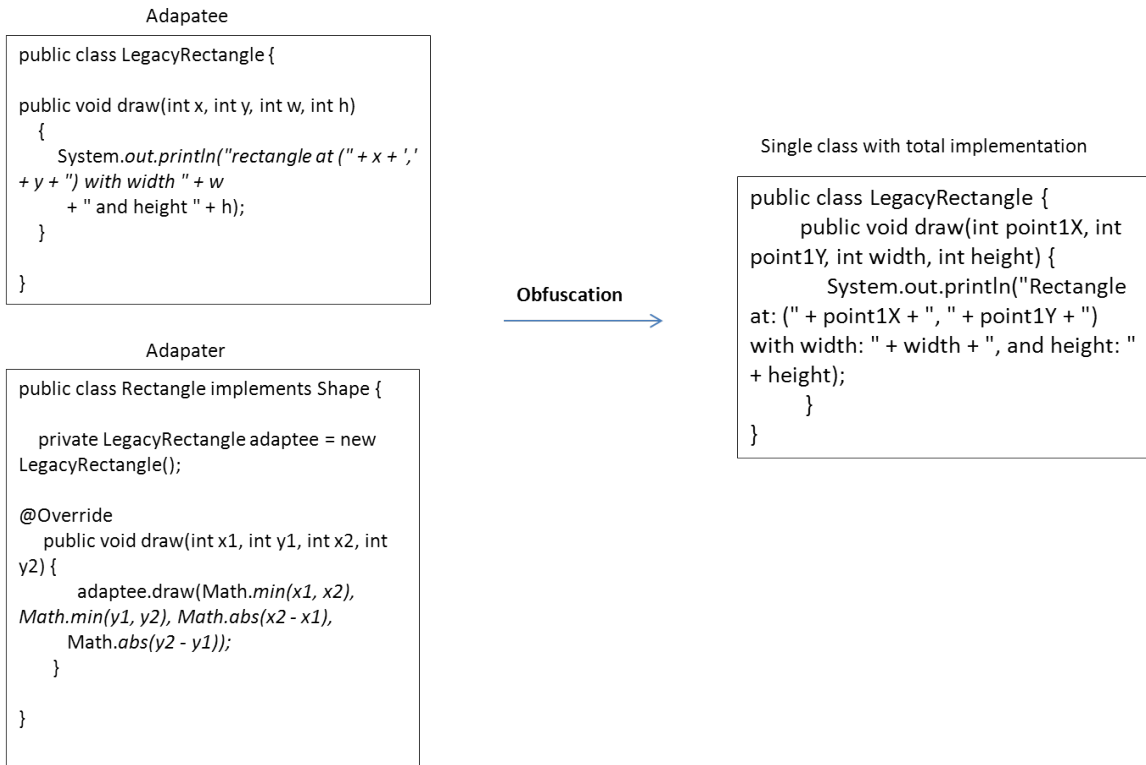 Adapatee
public class LegacyRectangle {
public void draw(int x, int y, int w, int h)
{
System.out.println("rectangle at (" + x + ','
+ y + ") with width " + w
+ " and height " + h);
}
}
Adapater
public class Rectangle implements Shape {
private LegacyRectangle adaptee = new
LegacyRectangle();
@Override
public void draw(int x1, int y1, int x2, int
y2) {
adaptee.draw(Math.min(x1, x2),
Math.min(y1, y2), Math.abs(x2 - x1),
Math.abs(y2 - y1));
}
}
Obfuscation
Single class with total implementation
public class LegacyRectangle {
public void draw(int point1X, int
point1Y, int width, int height) {
System.out.println("Rectangle
at: (" + point1X + ", " + point1Y + ")
with width: " + width + ", and height: "
+ height);
}
}